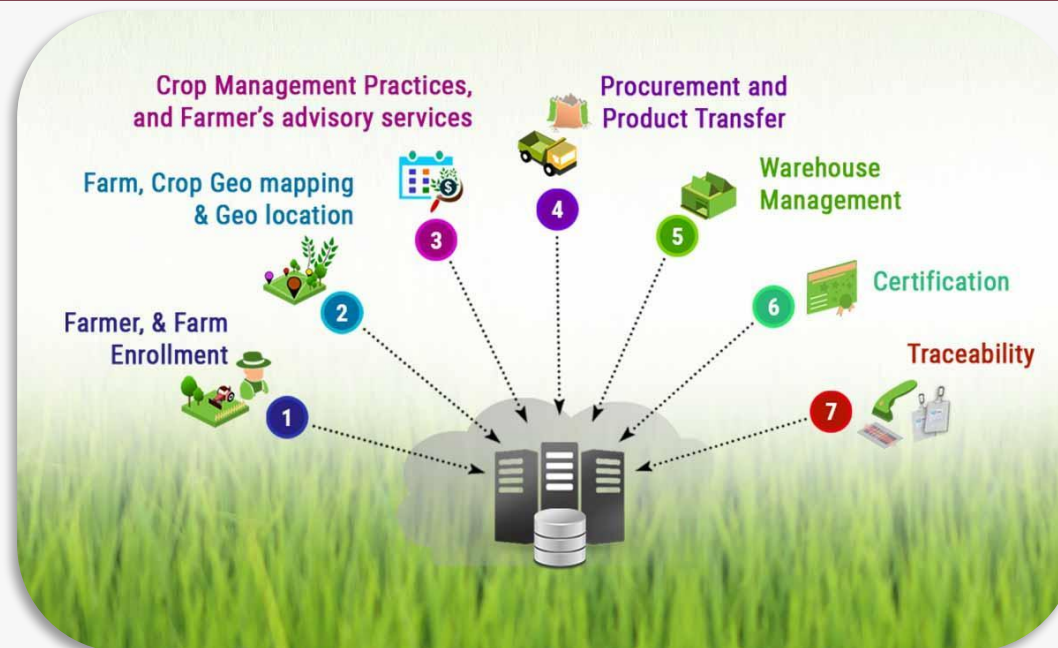 Crop Management Practices,
and Farmer's advisory services
Procurement and
Product Transfer
Farm, Crop Geo mapping
& Geo location
Warehouse
Management
3
4
5
Farmer, & Farm
Enrollment
2
6
Certification
1
7
Traceability